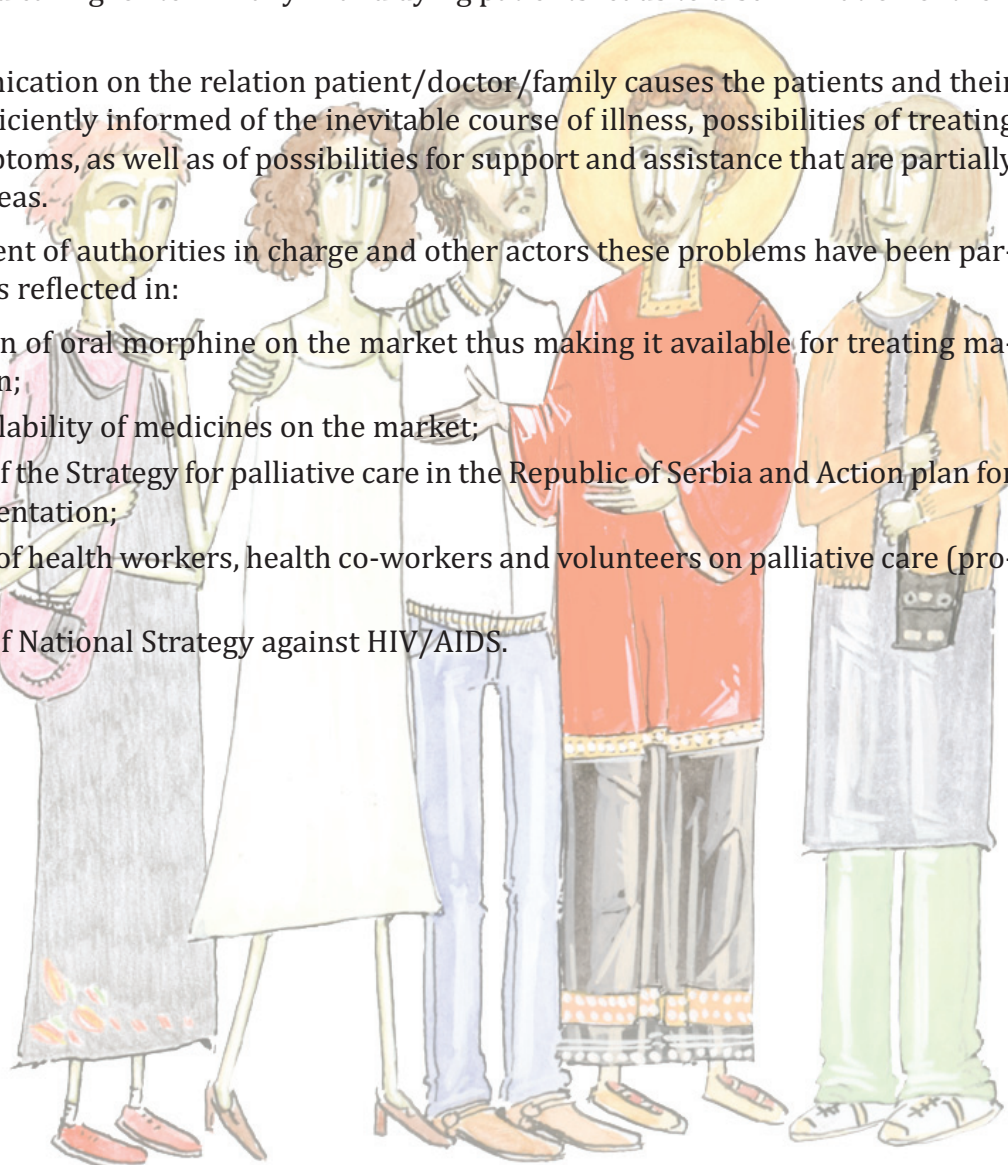 nication on the relation patient/doctor/family causes the patients and their
iciently informed of the inevitable course of illness, possibilities of treating
ptoms, as well as of possibilities for support and assistance that are partially
eas.
ent of authorities in charge and other actors these problems have been par-
s reflected in:
n of oral morphine on the market thus making it available for treating ma-
n;
lability of medicines on the market;
of the Strategy for palliative care in the Republic of Serbia and Action plan for
entation;
of health workers, health co-workers and volunteers on palliative care (pro-
f National Strategy against HIV/AIDS.